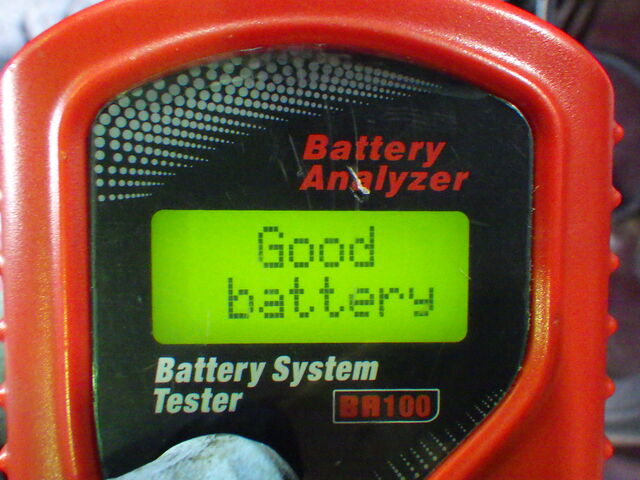 Battery
Analyzer
Good
battery
Battery System
Tester
BA100